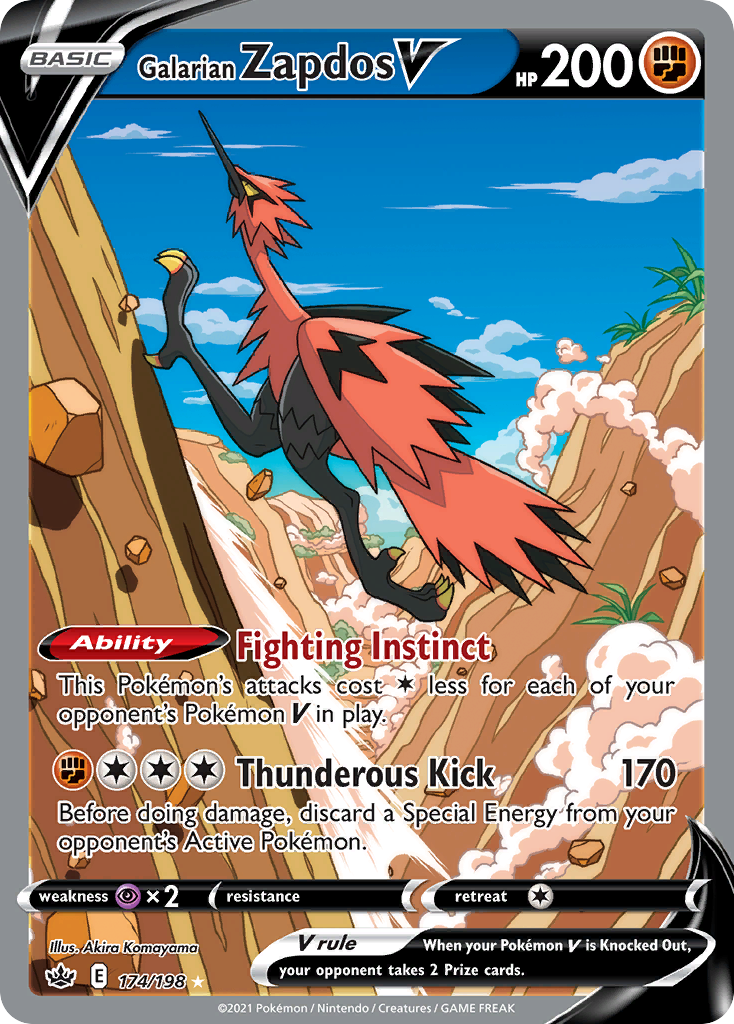 BASIC
Galarian Zapdos V
HP 200
Ability Fighting Instinct
This Pokémon's attacks cost less for each of your
opponent's Pokémon V in play.
Thunderous Kick 170
Before doing damage, discard a Special Energy from your
opponent's Active Pokémon.
weakness ×2 resistance retreat
Illus. Akira Komayama
E 174/198
V rule When your Pokémon V is Knocked Out,
your opponent takes 2 Prize cards.
©2021 Pokémon / Nintendo / Creatures / GAME FREAK